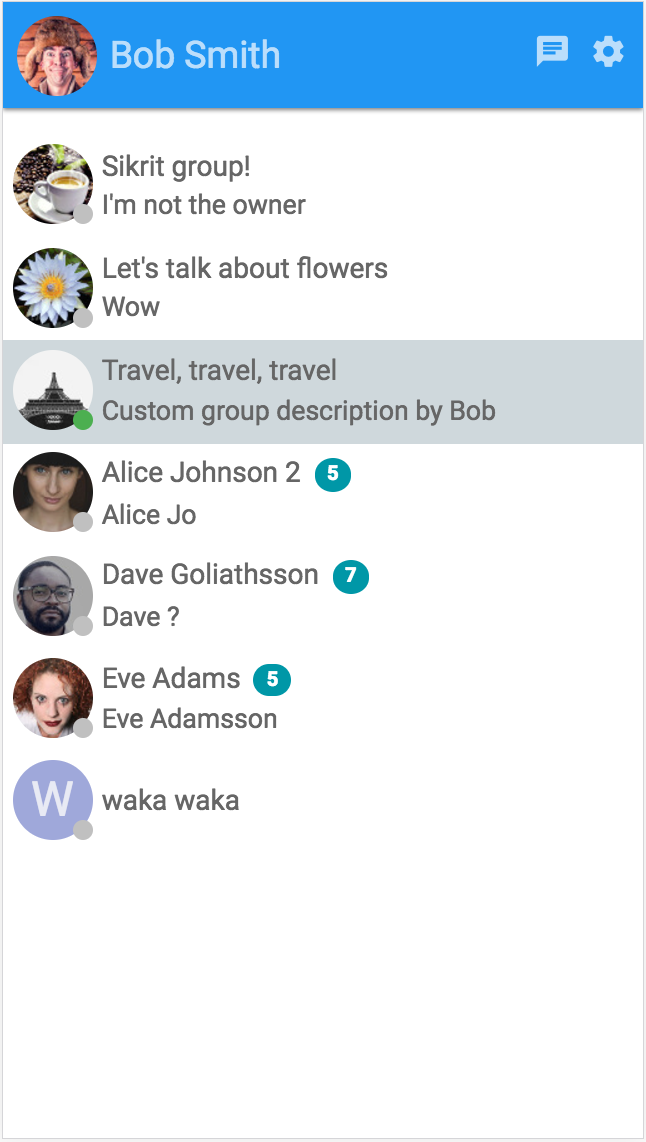 Bob Smith
Sikrit group!
I'm not the owner
Let's talk about flowers
Wow
Travel, travel, travel
Custom group description by Bob
Alice Johnson 2 5
Alice Jo
Dave Goliathsson 7
Dave ?
Eve Adams 5
Eve Adamsson
W
waka waka